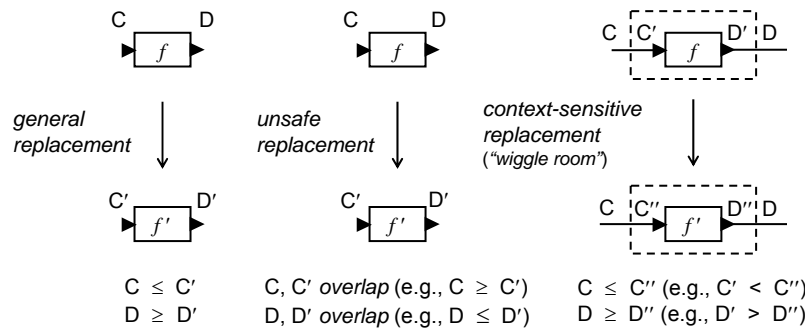 C D C D C C′ D′ D
f f f
general replacement
unsafe replacement
context-sensitive replacement
("wiggle room")
C′ D′ C′ D′ C C″ D″ D
f′ f′ f′
C ≤ C′
D ≥ D′
C, C′ overlap (e.g., C ≥ C′)
D, D′ overlap (e.g., D ≤ D′)
C ≤ C″ (e.g., C′ < C″)
D ≥ D″ (e.g., D′ > D″)